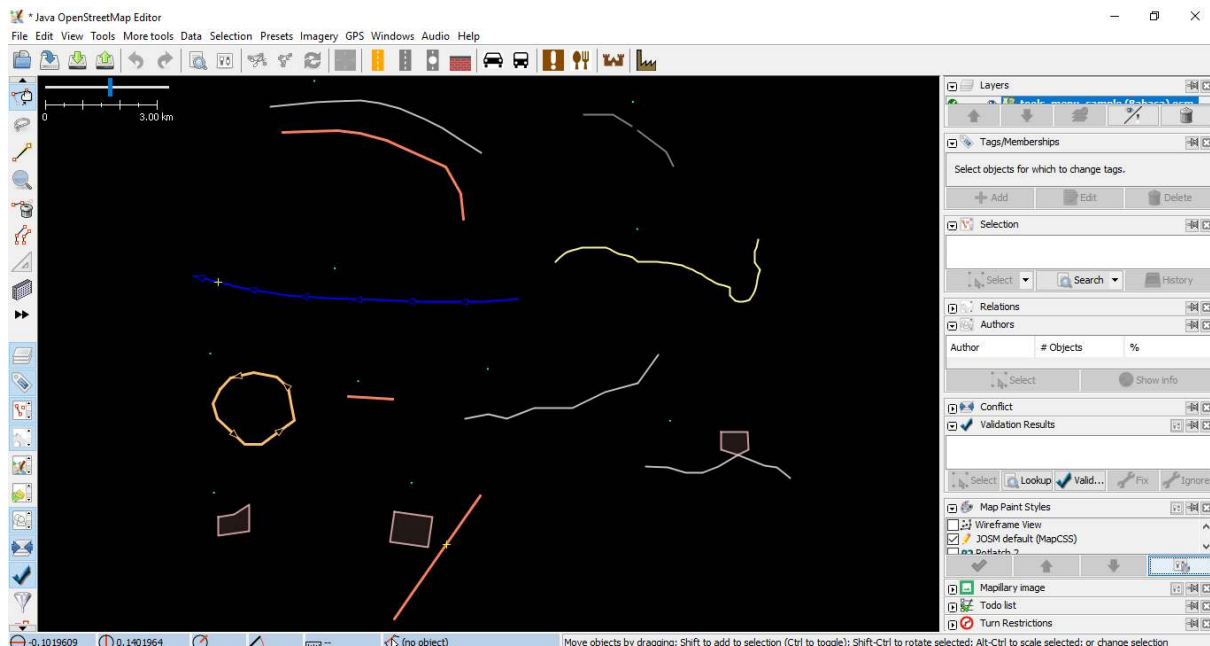 * Java OpenStreetMap Editor
File Edit View Tools More tools Data Selection Presets Imagery GPS Windows Audio Help
0 3.00 km
Layers
tools_menu_sample (Bahasa).osm
Tags/Memberships
Select objects for which to change tags.
Add Edit Delete
Selection
Select Search History
Relations
Authors
Author # Objects %
Select Show info
Conflict
Validation Results
Select Lookup Valid... Fix Ignore
Map Paint Styles
Wireframe View
JOSM default (MapCSS)
Potlatch 2
Mapillary image
Todo list
Turn Restrictions
-0.1019609 0.1401964 -- (no object) Move objects by dragging; Shift to add to selection (Ctrl to toggle); Shift-Ctrl to rotate selected; Alt-Ctrl to scale selected; or change selection